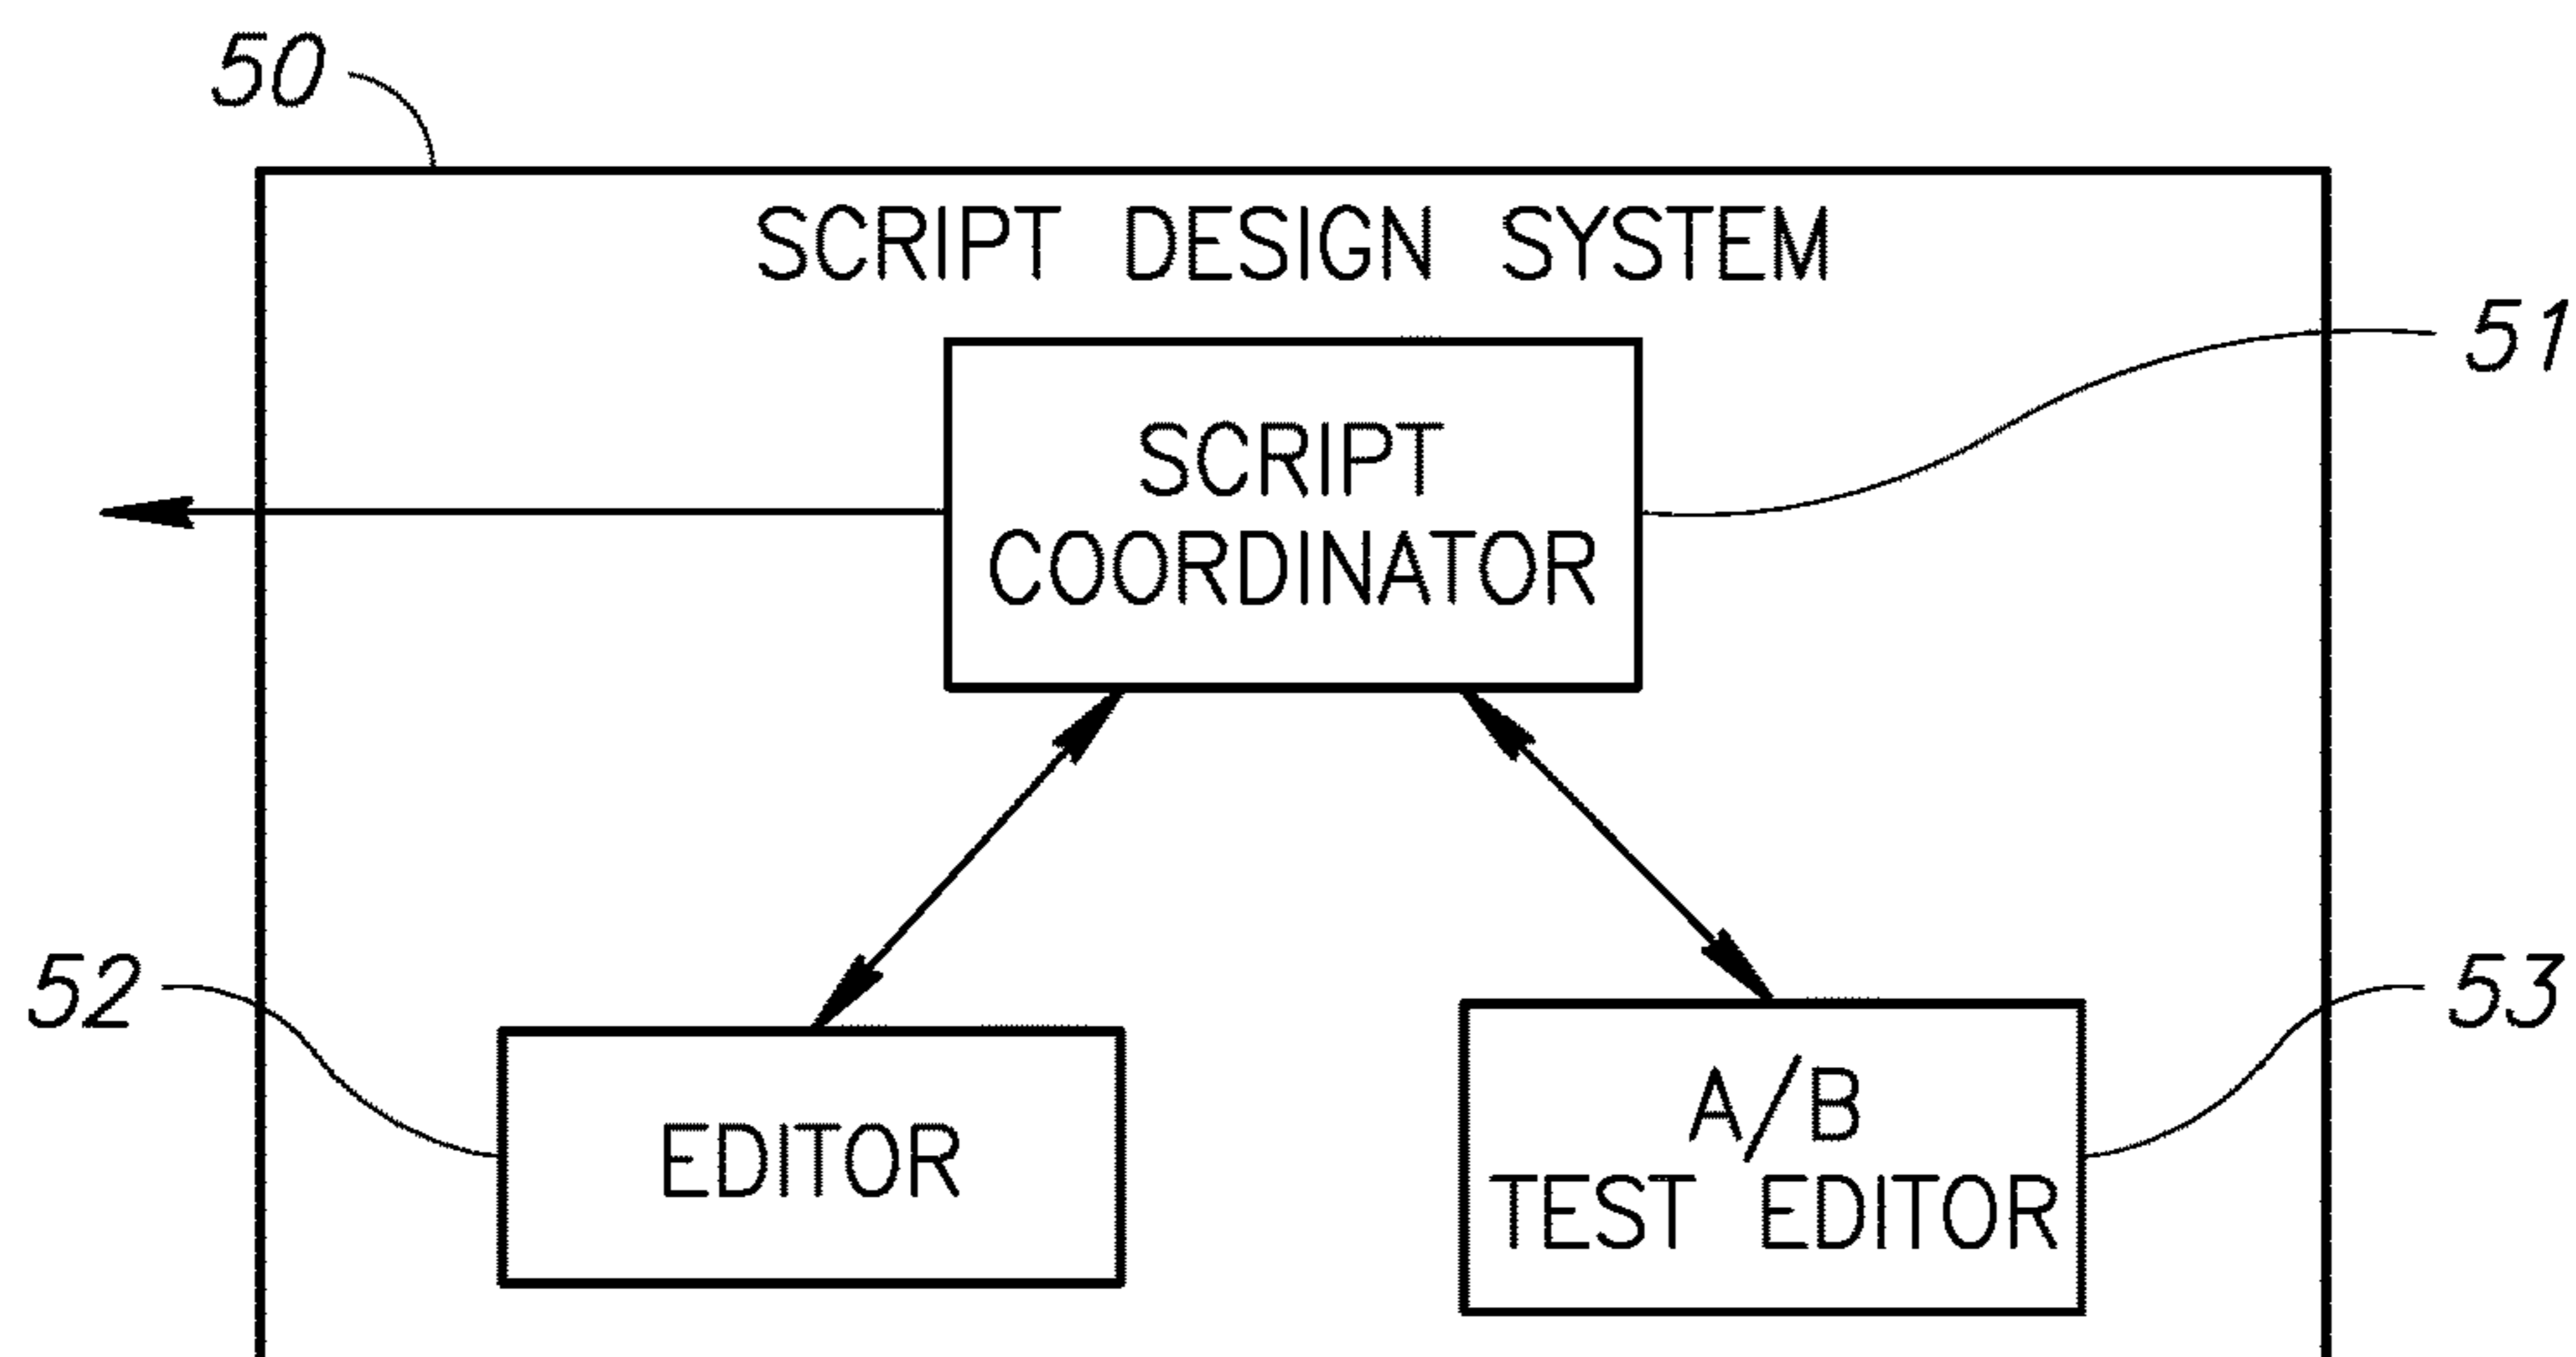 50
SCRIPT DESIGN SYSTEM
51
SCRIPT
COORDINATOR
52
EDITOR
53
A/B
TEST EDITOR